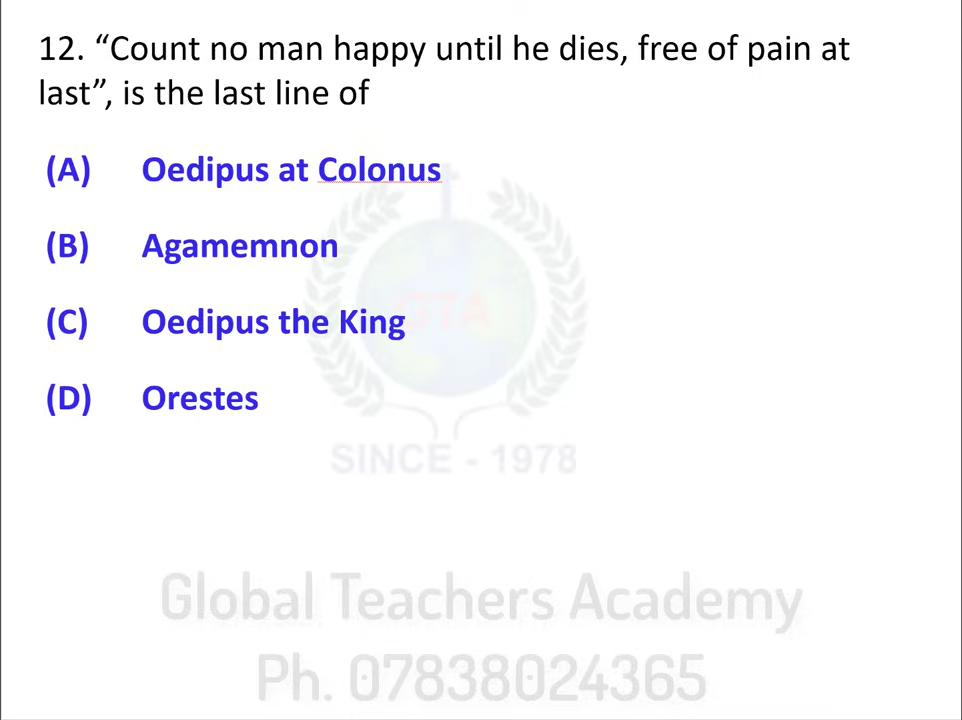 12. “Count no man happy until he dies, free of pain at
last”, is the last line of
(A) Oedipus at Colonus
(B) Agamemnon
(C) Oedipus the King
(D) Orestes
GTA
SINCE - 1978
Global Teachers Academy
Ph. 07838024365